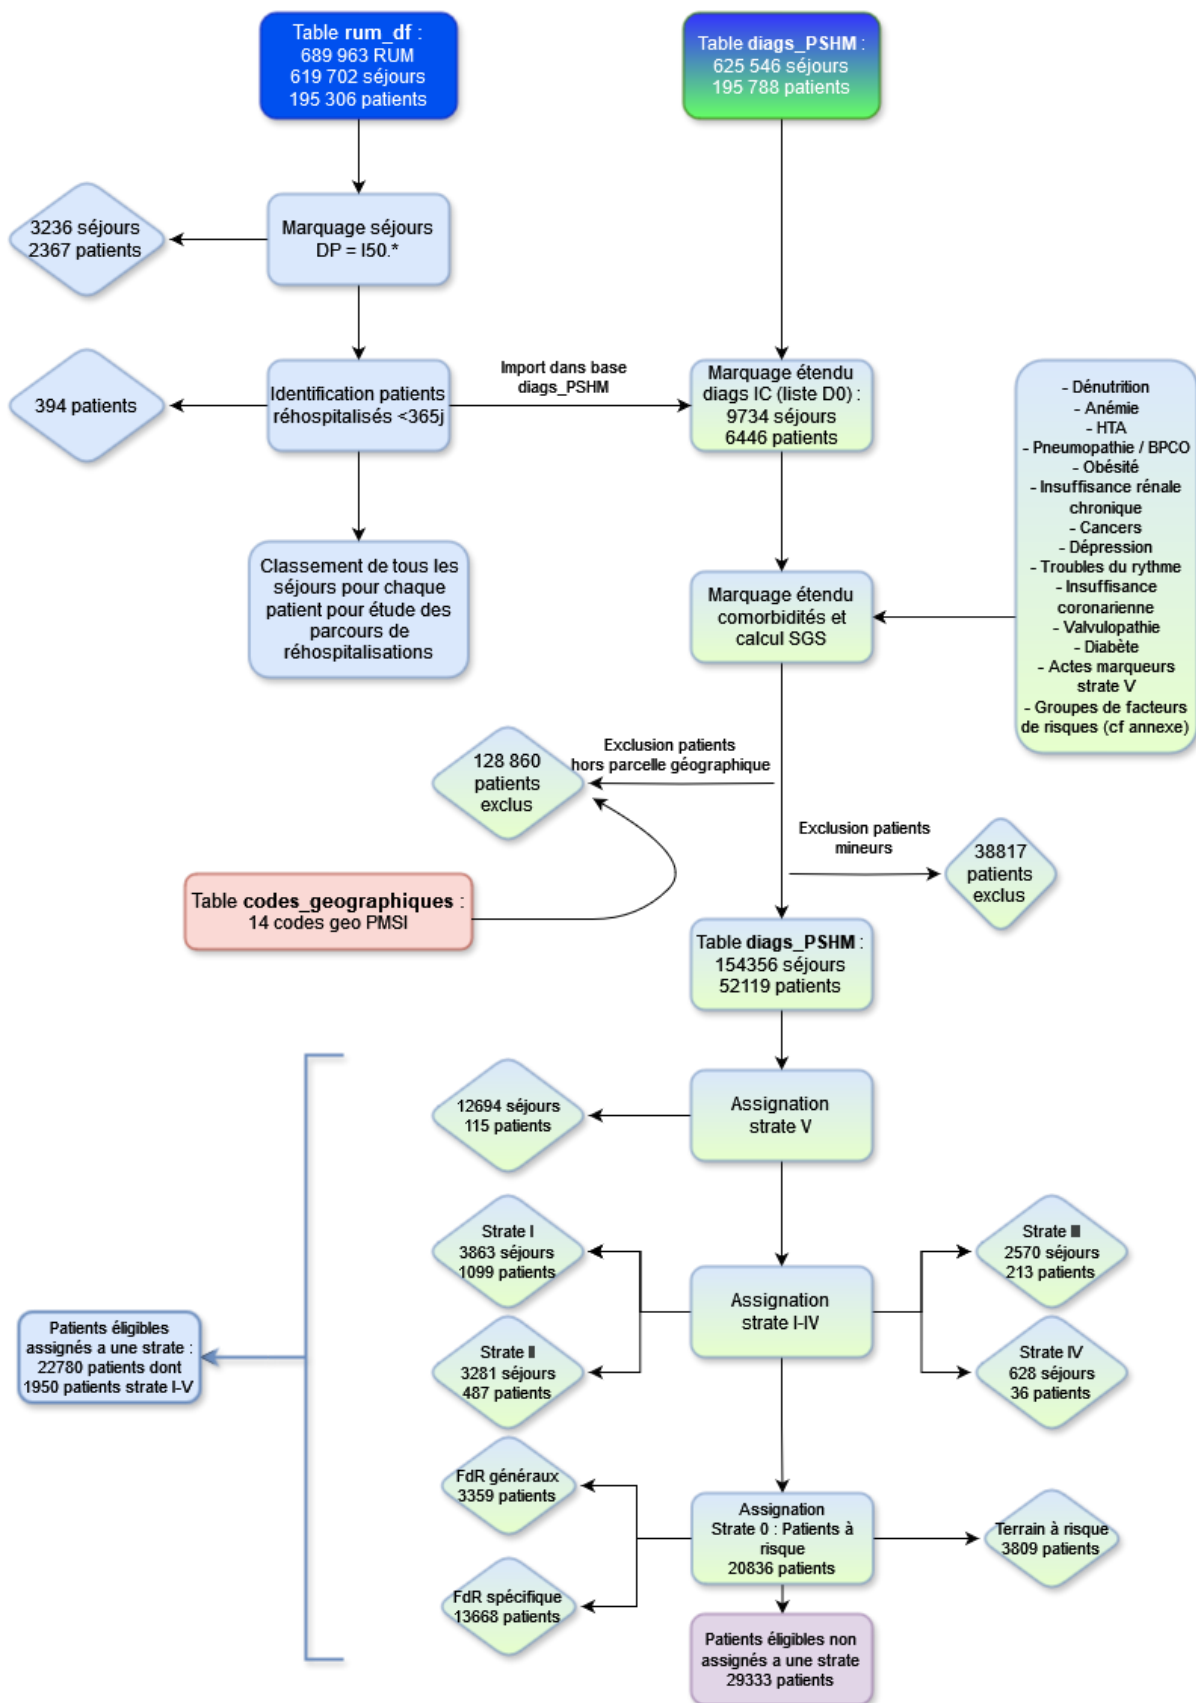 Table rum_df :
689 963 RUM
619 702 séjours
195 306 patients
Table diags_PSHM :
625 546 séjours
195 788 patients
3236 séjours
2367 patients
Marquage séjours
DP = I50.*
394 patients
Identification patients
réhospitalisés <365j
Import dans base
diags_PSHM
Marquage étendu
diags IC (liste D0) :
9734 séjours
6446 patients
- Dénutrition
- Anémie
- HTA
- Pneumopathie / BPCO
- Obésité
- Insuffisance rénale
chronique
- Cancers
- Dépression
- Troubles du rythme
- Insuffisance
coronarienne
- Valvulopathie
- Diabète
- Actes marqueurs
strate V
- Groupes de facteurs
de risques (cf annexe)
Classement de tous les
séjours pour chaque
patient pour étude des
parcours de
réhospitalisations
Marquage étendu
comorbidités et
calcul SGS
Exclusion patients
hors parcelle géographique
128 860
patients
exclus
Exclusion patients
mineurs
38817
patients
exclus
Table codes_geographiques :
14 codes geo PMSI
Table diags_PSHM :
154356 séjours
52119 patients
12694 séjours
115 patients
Assignation
strate V
Strate I
3863 séjours
1099 patients
Strate III
2570 séjours
213 patients
Assignation
strate I-IV
Strate II
3281 séjours
487 patients
Strate IV
628 séjours
36 patients
Patients éligibles
assignés a une strate :
22780 patients dont
1950 patients strate I-V
FdR généraux
3359 patients
Assignation
Strate 0 : Patients à
risque
20836 patients
Terrain à risque
3809 patients
FdR spécifique
13668 patients
Patients éligibles non
assignés a une strate
29333 patients